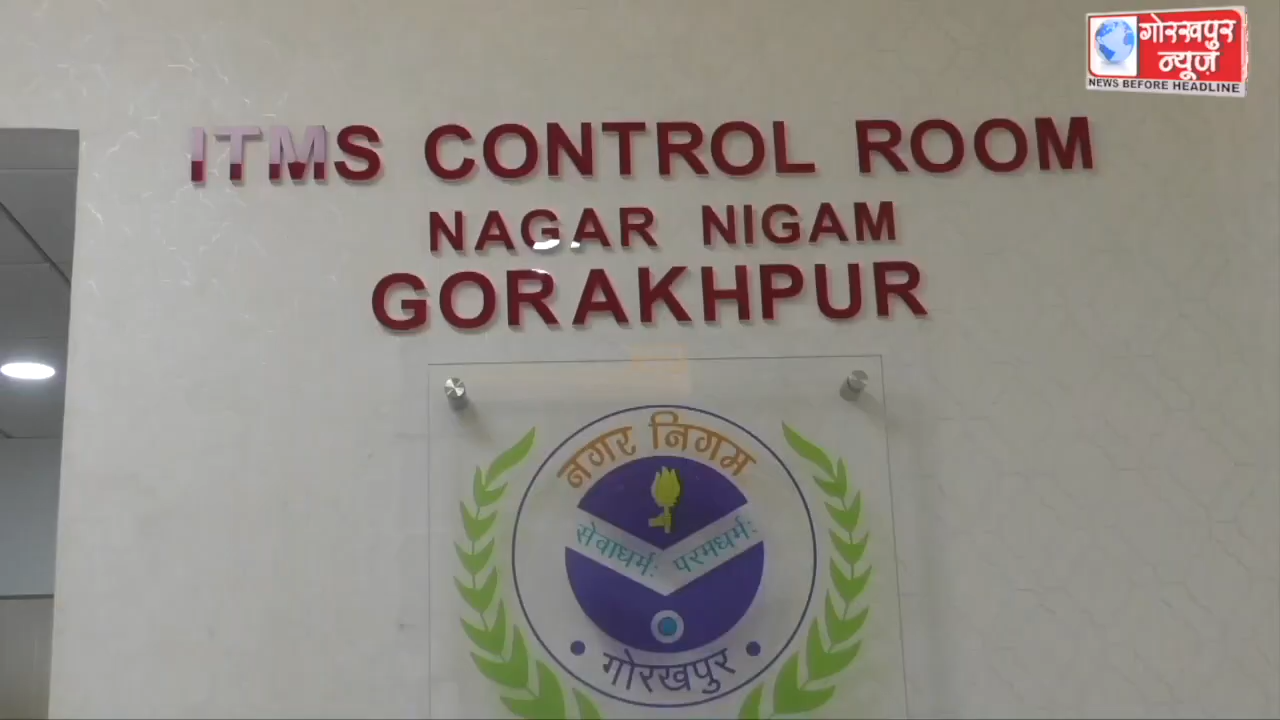 गोरखपुर
न्यूज़
NEWS BEFORE HEADLINE
ITMS CONTROL ROOM
NAGAR NIGAM
GORAKHPUR
नगर निगम
सेवाधर्मः परमधर्मः
गोरखपुर